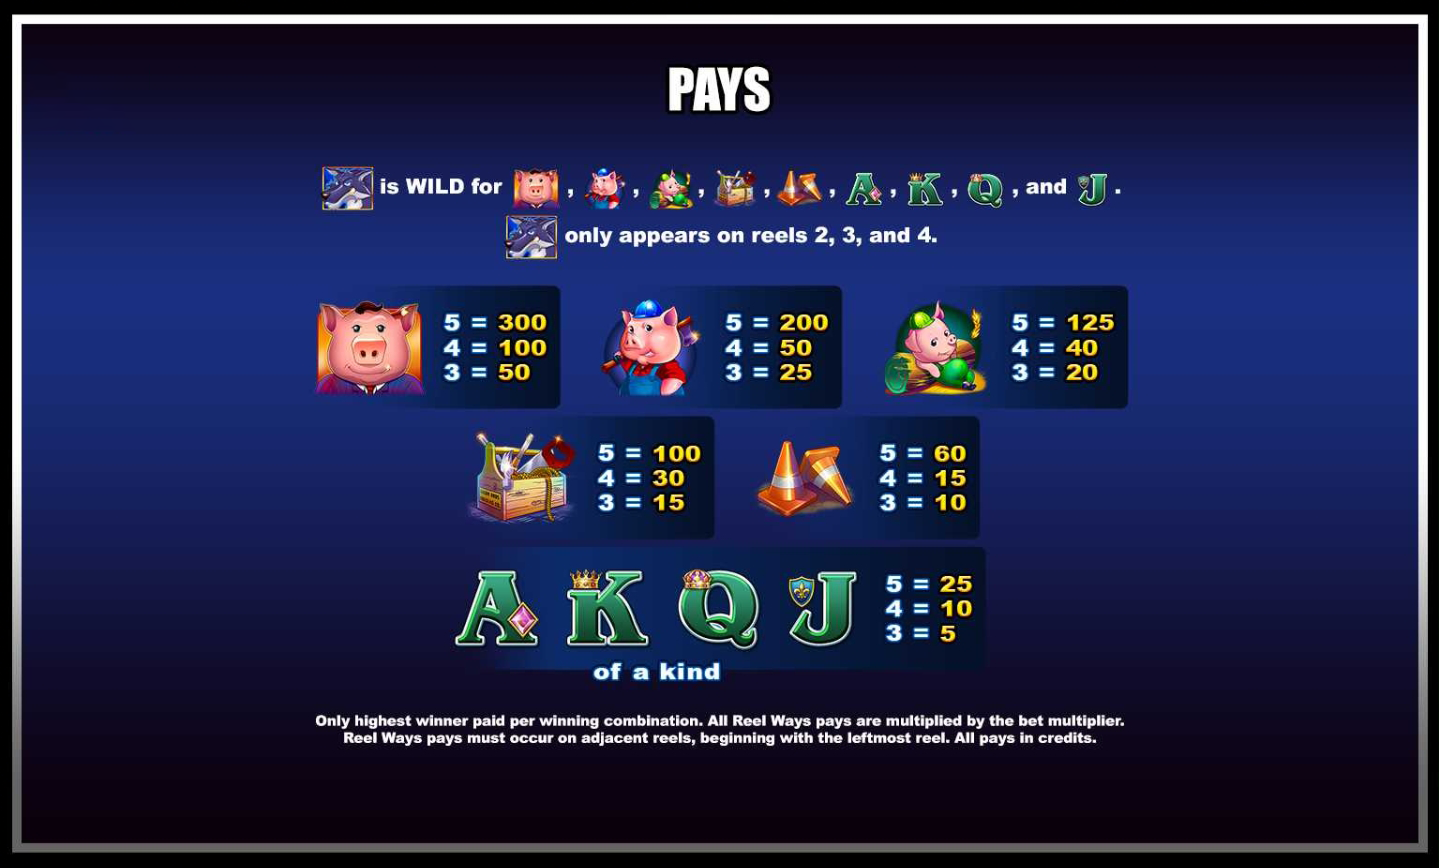 PAYS
is WILD for , , , , , A , K , Q , and J .
only appears on reels 2, 3, and 4.
5 = 300
4 = 100
3 = 50
5 = 200
4 = 50
3 = 25
5 = 125
4 = 40
3 = 20
5 = 100
4 = 30
3 = 15
5 = 60
4 = 15
3 = 10
A K Q J
5 = 25
4 = 10
3 = 5
of a kind
Only highest winner paid per winning combination. All Reel Ways pays are multiplied by the bet multiplier.
Reel Ways pays must occur on adjacent reels, beginning with the leftmost reel. All pays in credits.